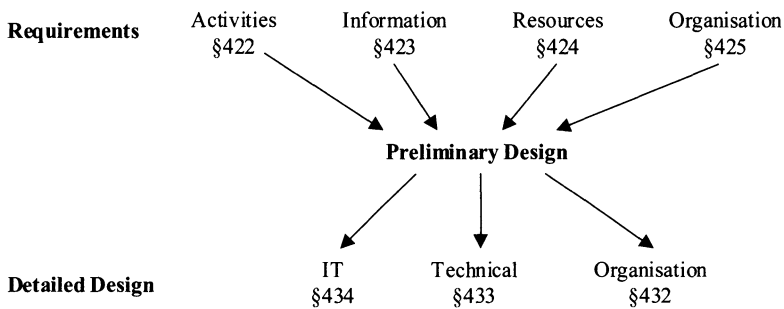 Requirements
Activities Information Resources Organisation
§422 §423 §424 §425
Preliminary Design
IT Technical Organisation
Detailed Design
§434 §433 §432